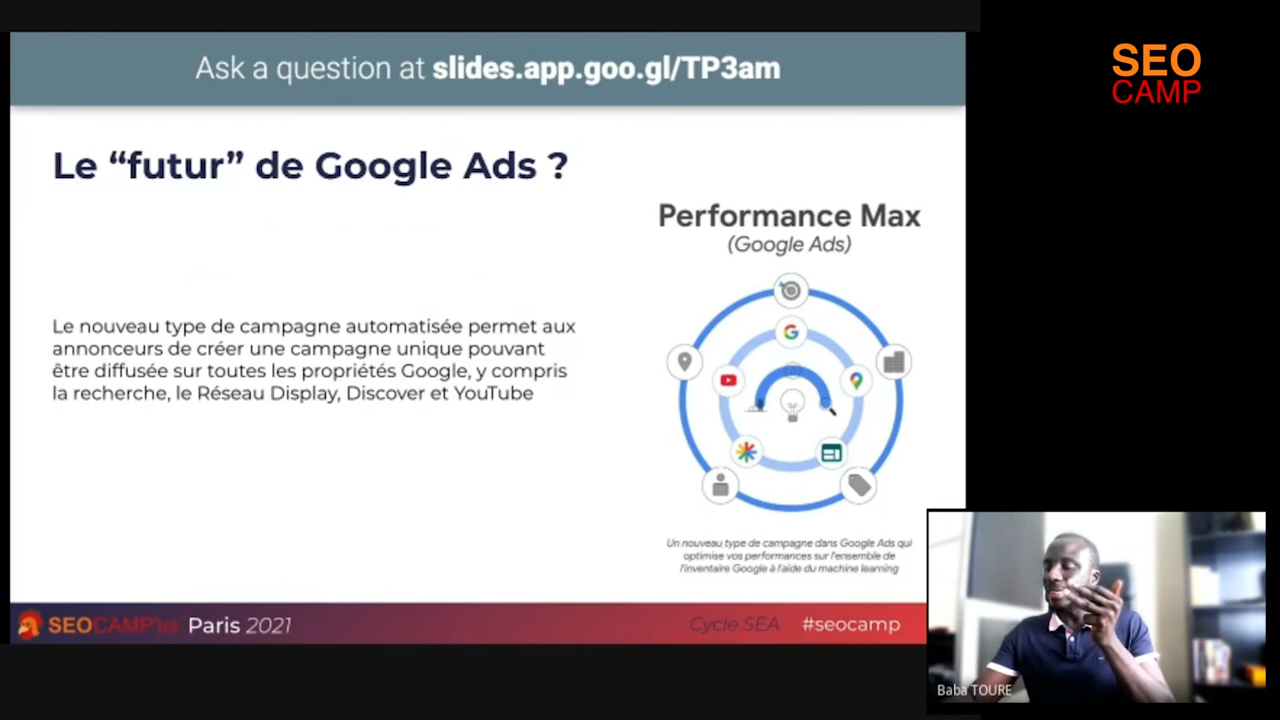 Ask a question at slides.app.goo.gl/TP3am
SEO
CAMP
Le “futur” de Google Ads ?
Performance Max
(Google Ads)
Le nouveau type de campagne automatisée permet aux
annonceurs de créer une campagne unique pouvant
être diffusée sur toutes les propriétés Google, y compris
la recherche, le Réseau Display, Discover et YouTube
Un nouveau type de campagne dans Google Ads qui
optimise vos performances sur l'ensemble de
l'inventaire Google à l'aide du machine learning
SEOCAMP'us Paris 2021
Cycle SEA #seocamp
Baba TOURE